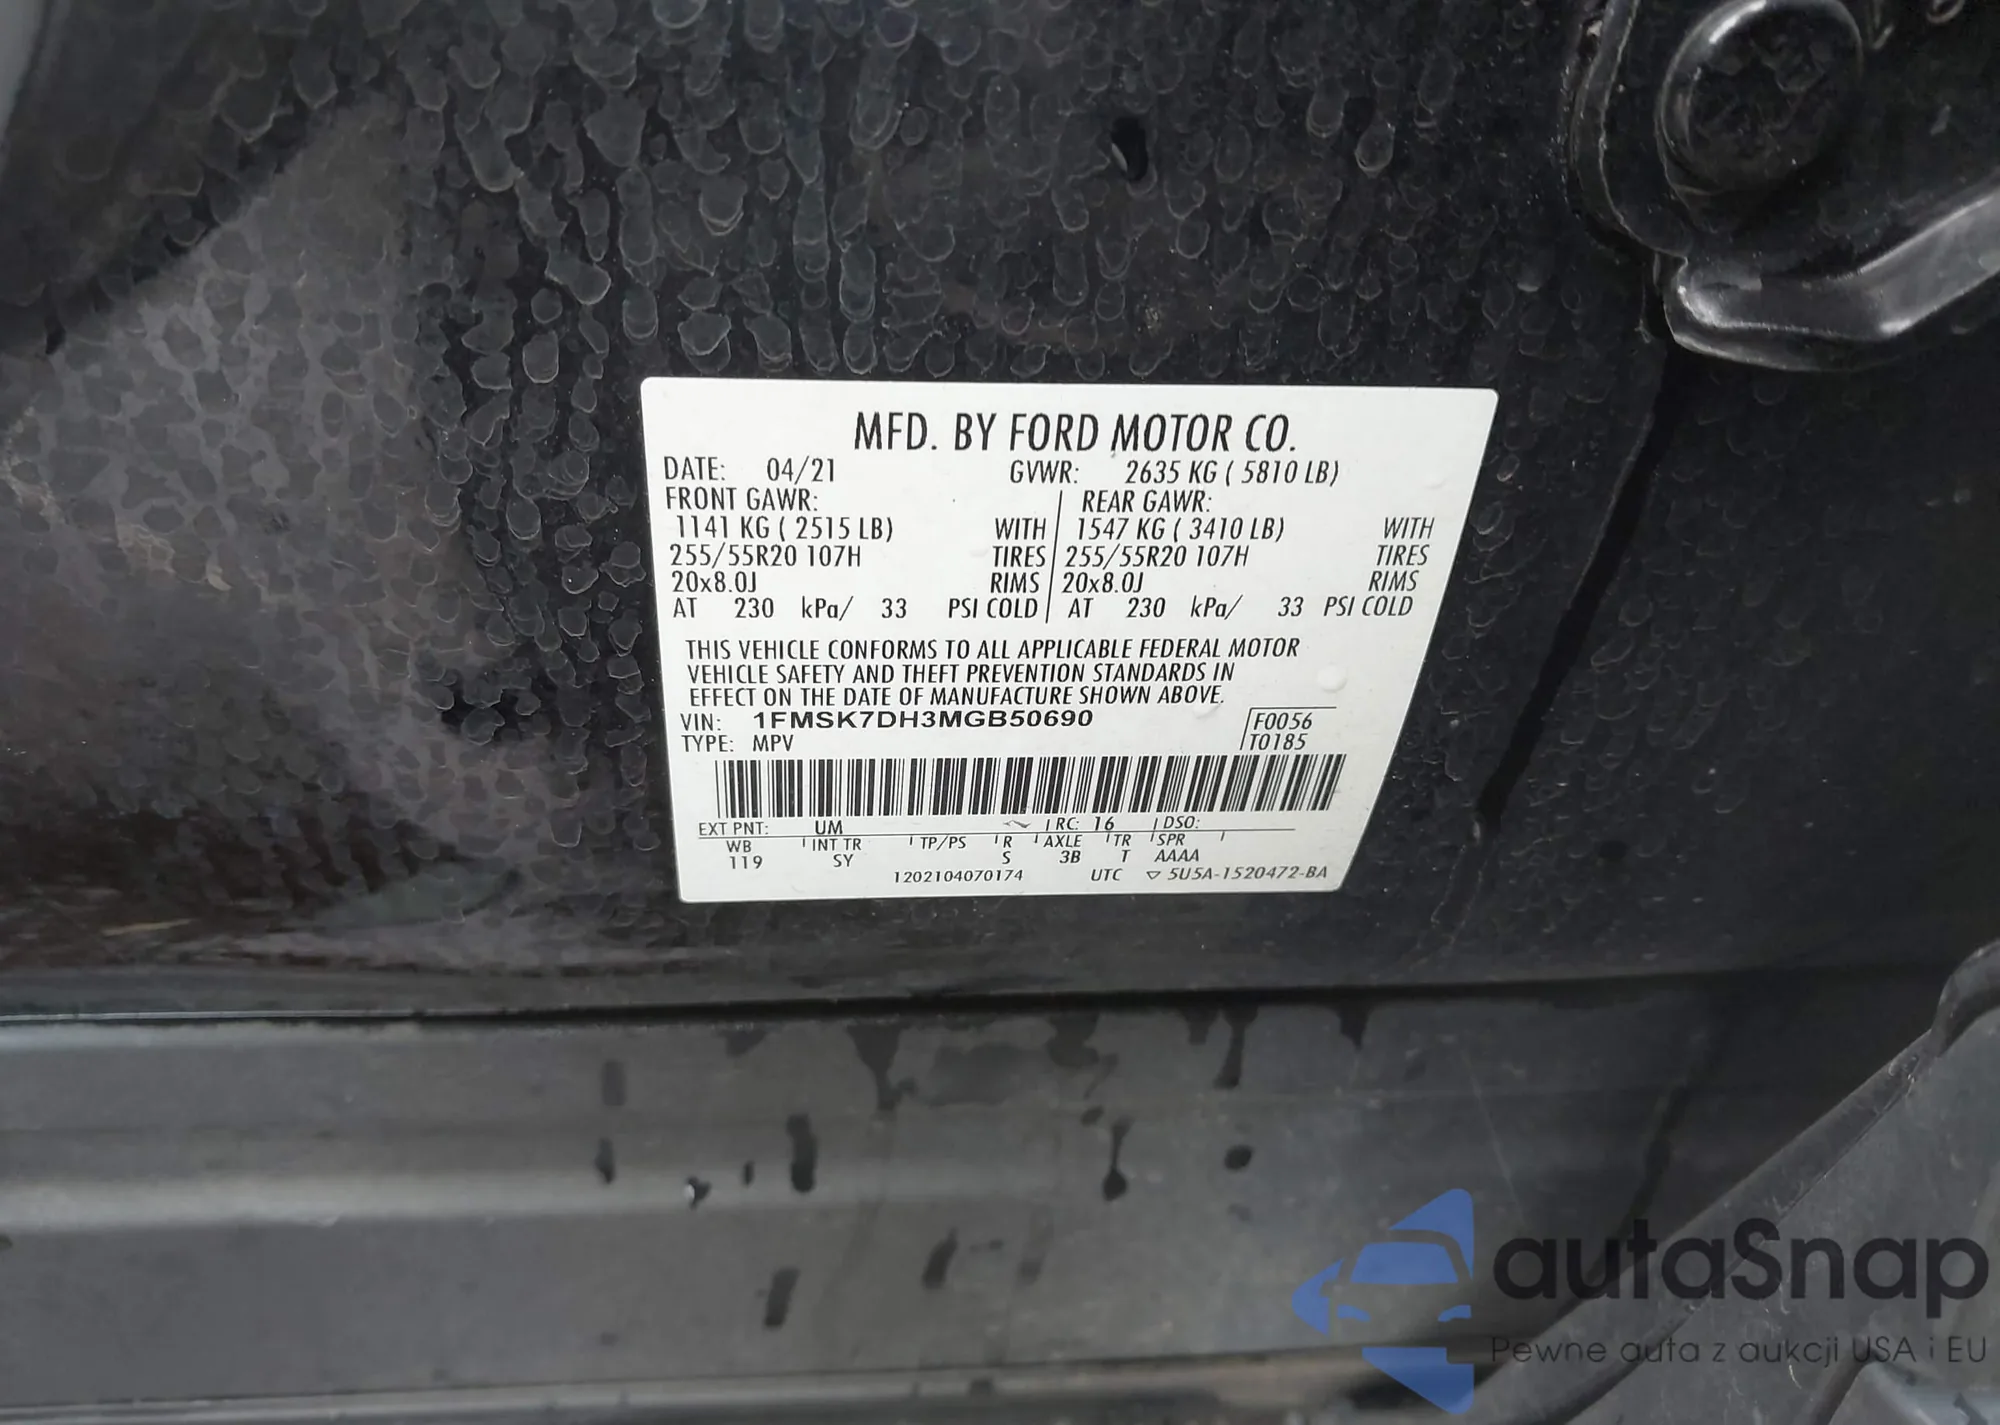 MFD. BY FORD MOTOR CO.
DATE: 04/21 GVWR: 2635 KG ( 5810 LB)
FRONT GAWR: REAR GAWR:
1141 KG ( 2515 LB) WITH 1547 KG ( 3410 LB) WITH
255/55R20 107H TIRES 255/55R20 107H TIRES
20x8.0J RIMS 20x8.0J RIMS
AT 230 kPa/ 33 PSI COLD AT 230 kPa/ 33 PSI COLD
THIS VEHICLE CONFORMS TO ALL APPLICABLE FEDERAL MOTOR
VEHICLE SAFETY AND THEFT PREVENTION STANDARDS IN
EFFECT ON THE DATE OF MANUFACTURE SHOWN ABOVE.
VIN: 1FMSK7DH3MGB50690 F0056
TYPE: MPV T0185
EXT PNT: UM RC: 16 DSO:
WB INT TR TP/PS R AXLE TR SPR
119 SY S 3B T AAAA
1202104070174 UTC ▽ 5U5A-1520472-BA
autaSnap
Pewne auta z aukcji USA i EU